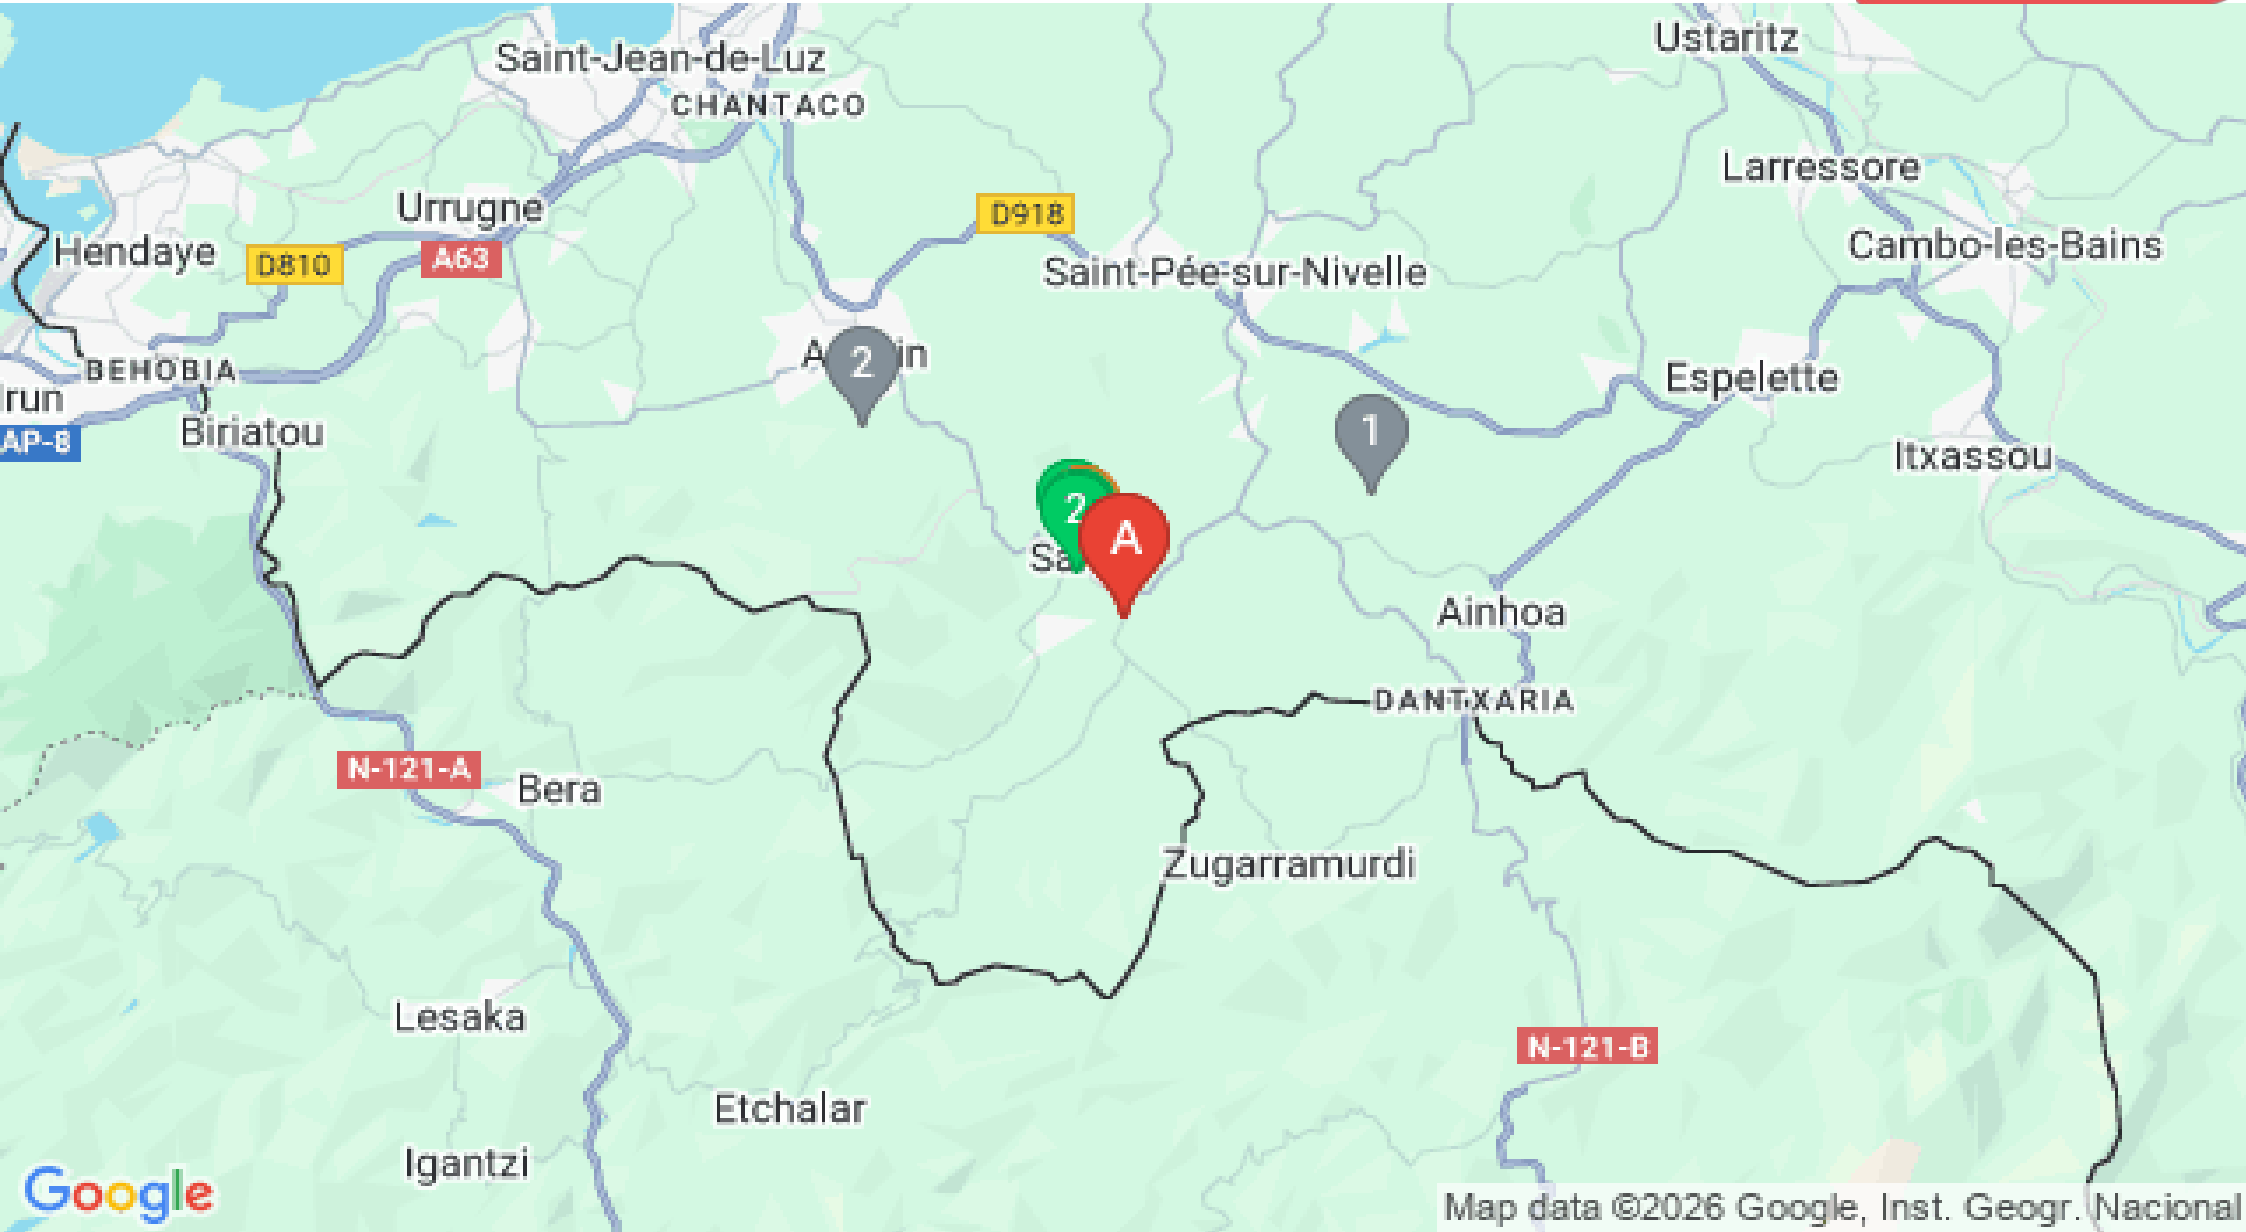 Ustaritz
Saint-Jean-de-Luz
CHANTACO
Larressore
Urrugne
D918
Cambo-les-Bains
Hendaye
D810
A63
Saint-Pée-sur-Nivelle
2
BEHOBIA
Espelette
Irun
AP-8
Biriatou
1
Itxassou
2
A
Ainhoa
DANTXARIA
N-121-A
Bera
Zugarramurdi
Lesaka
N-121-B
Etchalar
Igantzi
Google
Map data ©2026 Google, Inst. Geogr. Nacional